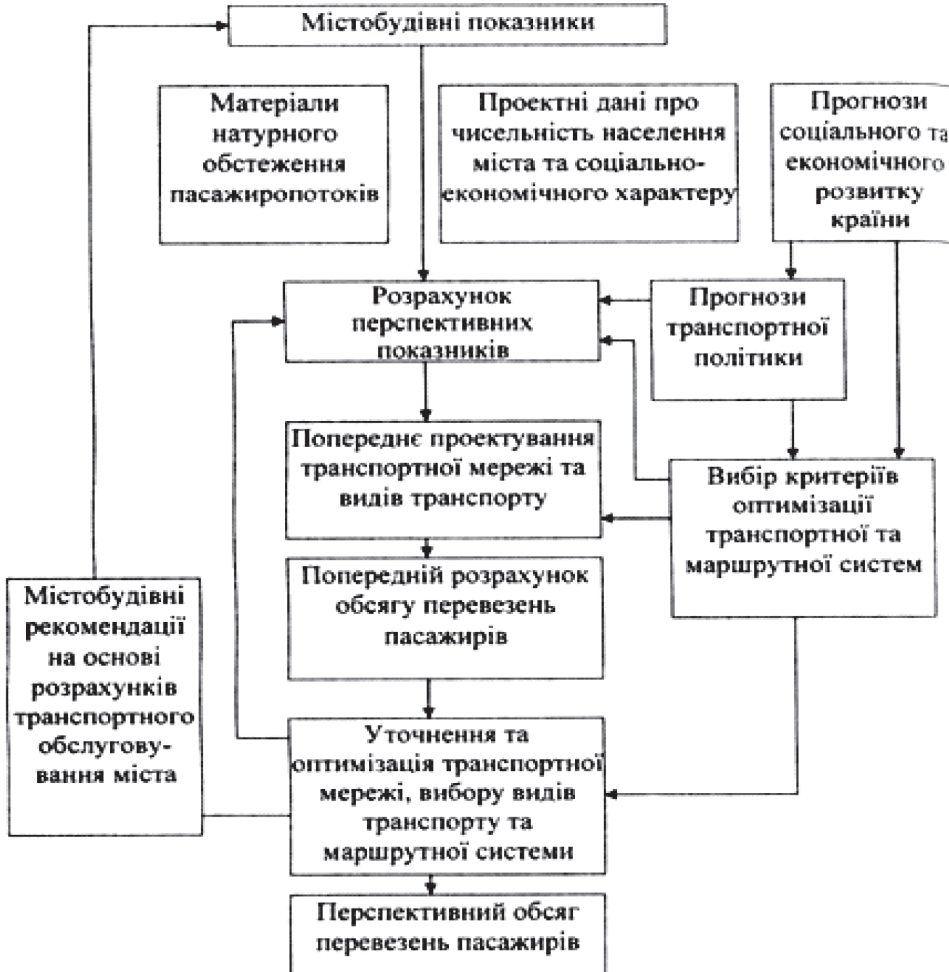 Містобудівні показники
Матеріали
натурного
обстеження
пасажиропотоків
Проектні дані про
чисельність населення
міста та соціально-
економічного характеру
Прогнози
соціального та
економічного
розвитку
країни
Розрахунок
перспективних
показників
Прогнози
транспортної
політики
Попереднє проектування
транспортної мережі та
видів транспорту
Вибір критеріїв
оптимізації
транспортної та
маршрутної систем
Попередній розрахунок
обсягу перевезень
пасажирів
Містобудівні
рекомендації
на основі
розрахунків
транспортного
обслугову-
вання міста
Уточнення та
оптимізація транспортної
мережі, вибору видів
транспорту та
маршрутної системи
Перспективний обсяг
перевезень пасажирів